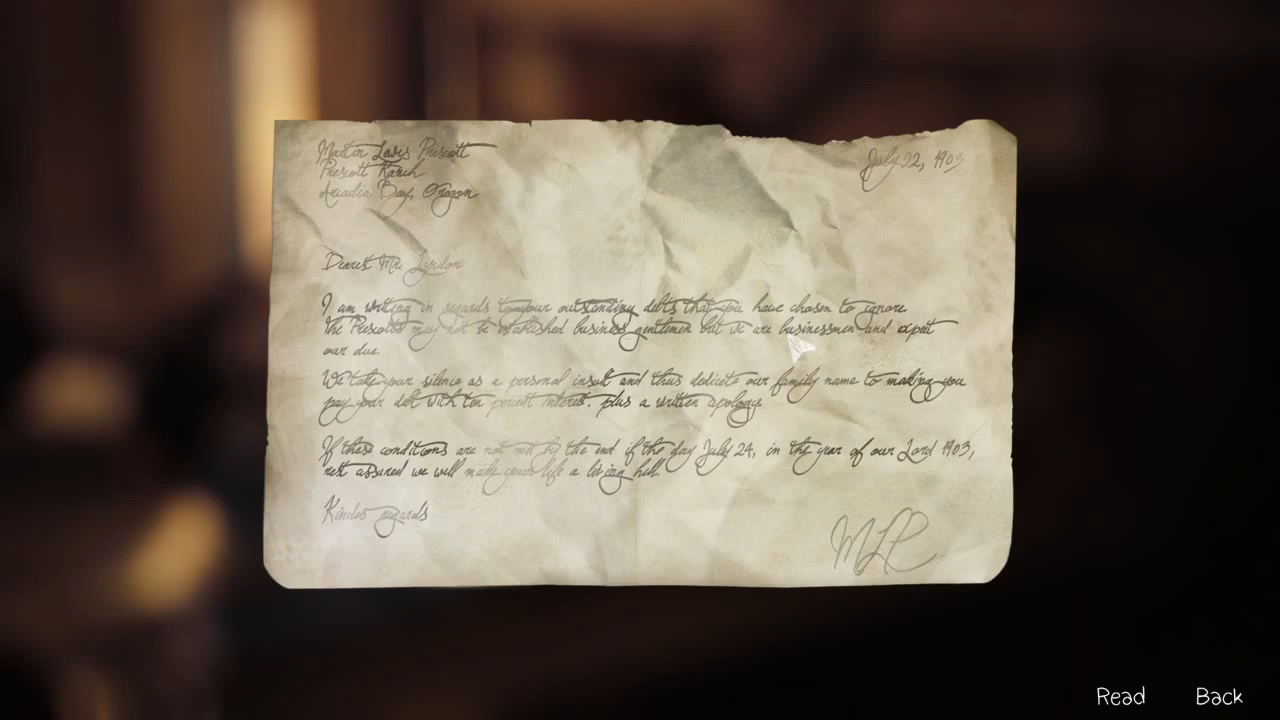 Martin Lewis Prescott
Prescott Ranch
Arcadia Bay, Oregon
July 22, 1903
Dearest Mr. Lyndon
I am writing in regards to your outstanding debts that you have chosen to ignore.
The Prescotts may not be established business gentlemen but we are businessmen and expect
our due.
We take your silence as a personal insult and thus dedicate our family name to making you
pay your debt with ten percent interest, plus a written apology.
If these conditions are not met by the end if the day July 24, in the year of our Lord 1903,
rest assured we will make your life a living hell.
Kindes regards
MLP
Read Back